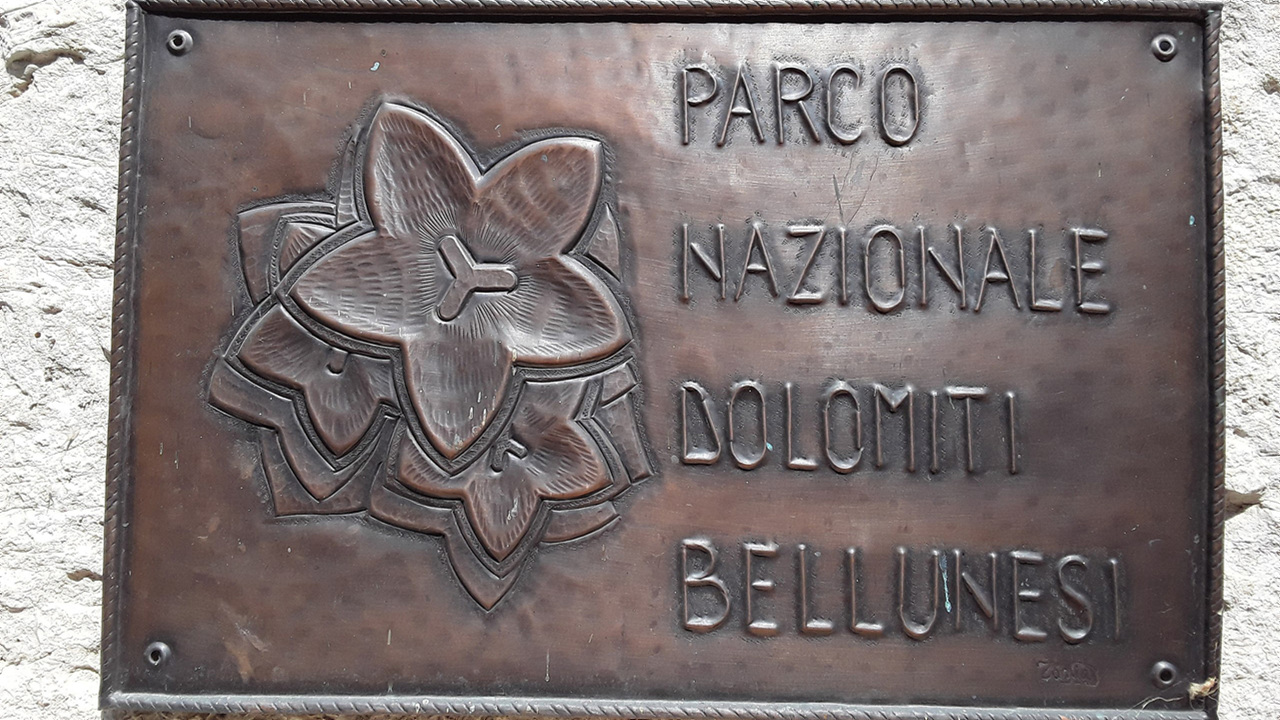 PARCO
NAZIONALE
DOLOMITI
BELLUNESI